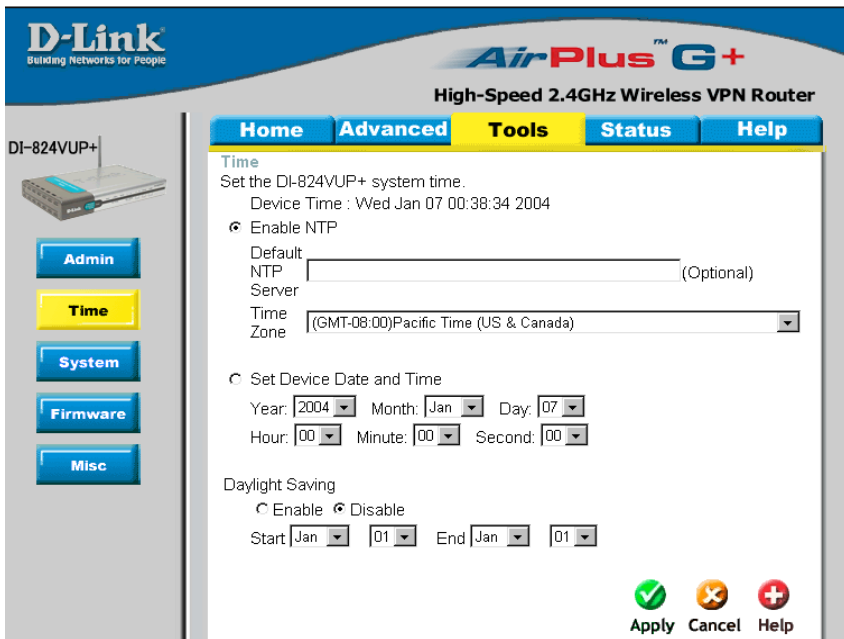 D-Link
Building Networks for People
AirPlus™G+
High-Speed 2.4GHz Wireless VPN Router
DI-824VUP+
Home Advanced Tools Status Help
Admin
Time
System
Firmware
Misc
Time
Set the DI-824VUP+ system time.
Device Time : Wed Jan 07 00:38:34 2004
Enable NTP
Default
NTP
Server
(Optional)
Time
Zone
(GMT-08:00)Pacific Time (US & Canada)
Set Device Date and Time
Year: 2004 Month: Jan Day: 07
Hour: 00 Minute: 00 Second: 00
Daylight Saving
Enable Disable
Start Jan 01 End Jan 01
Apply Cancel Help